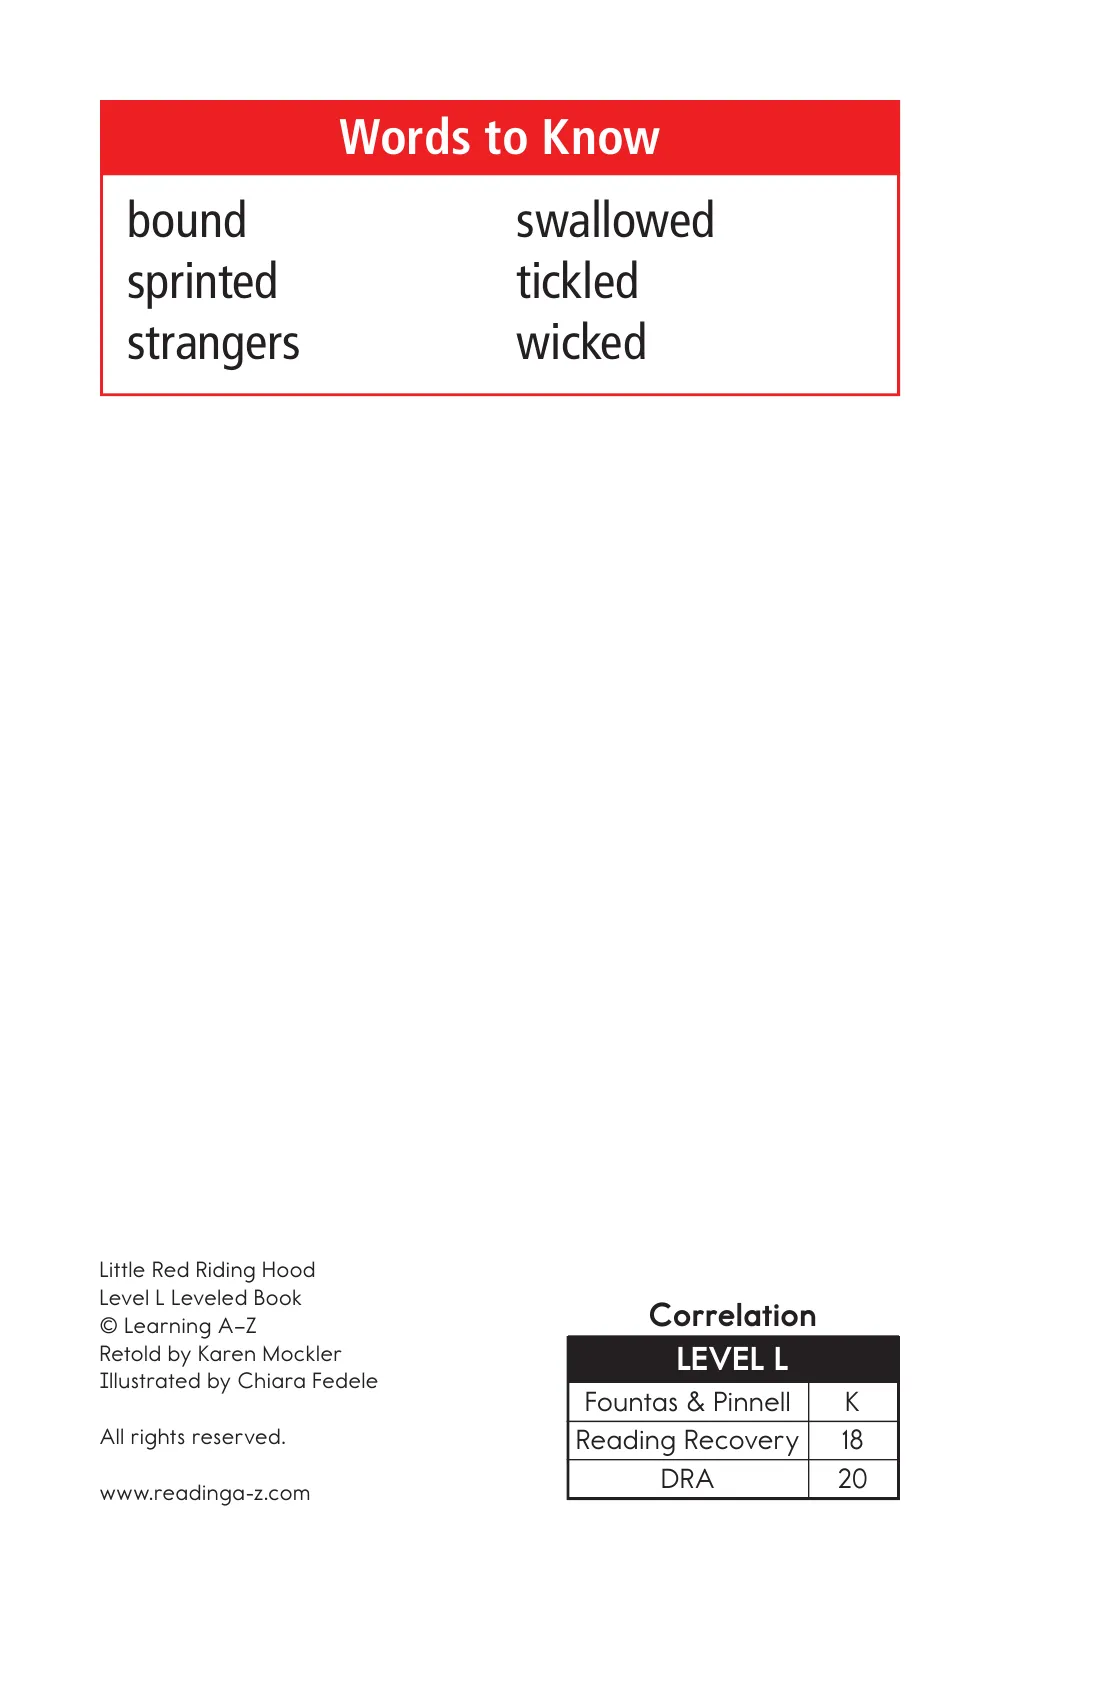 Words to Know
bound
sprinted
strangers
swallowed
tickled
wicked
Little Red Riding Hood
Level L Leveled Book
© Learning A–Z
Retold by Karen Mockler
Illustrated by Chiara Fedele
All rights reserved.
www.readinga-z.com
Correlation
LEVEL L
Fountas & Pinnell K
Reading Recovery 18
DRA 20